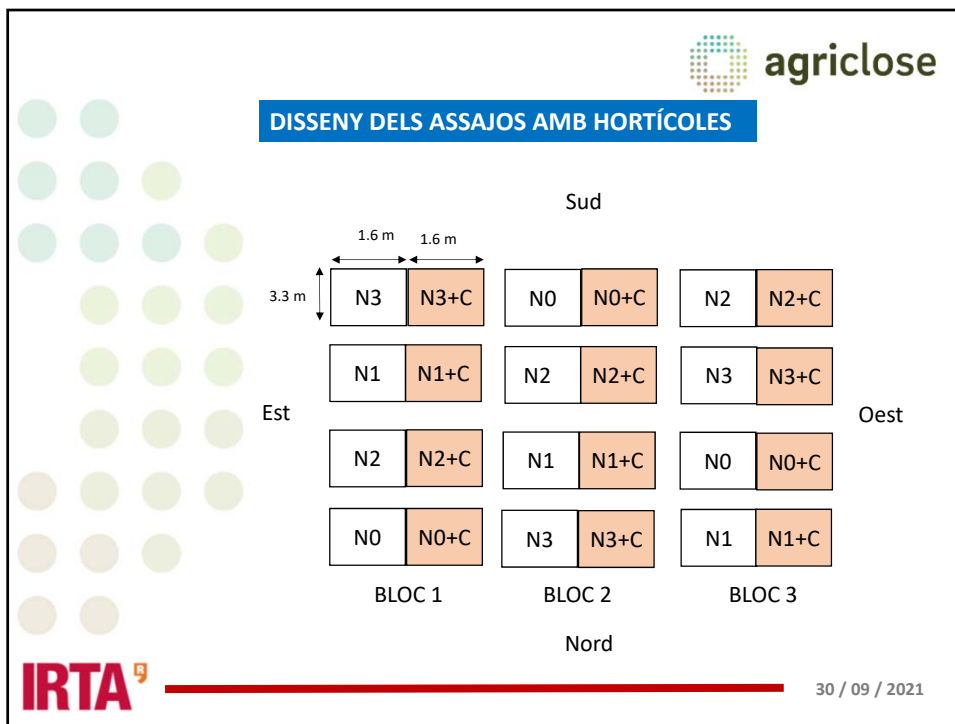 agriclose
DISSENY DELS ASSAJOS AMB HORTÍCOLES
Sud
1.6 m 1.6 m
3.3 m
N3 N3+C N0 N0+C N2 N2+C
N1 N1+C N2 N2+C N3 N3+C
Est
Oest
N2 N2+C N1 N1+C N0 N0+C
N0 N0+C N3 N3+C N1 N1+C
BLOC 1 BLOC 2 BLOC 3
Nord
IRTA R
30 / 09 / 2021